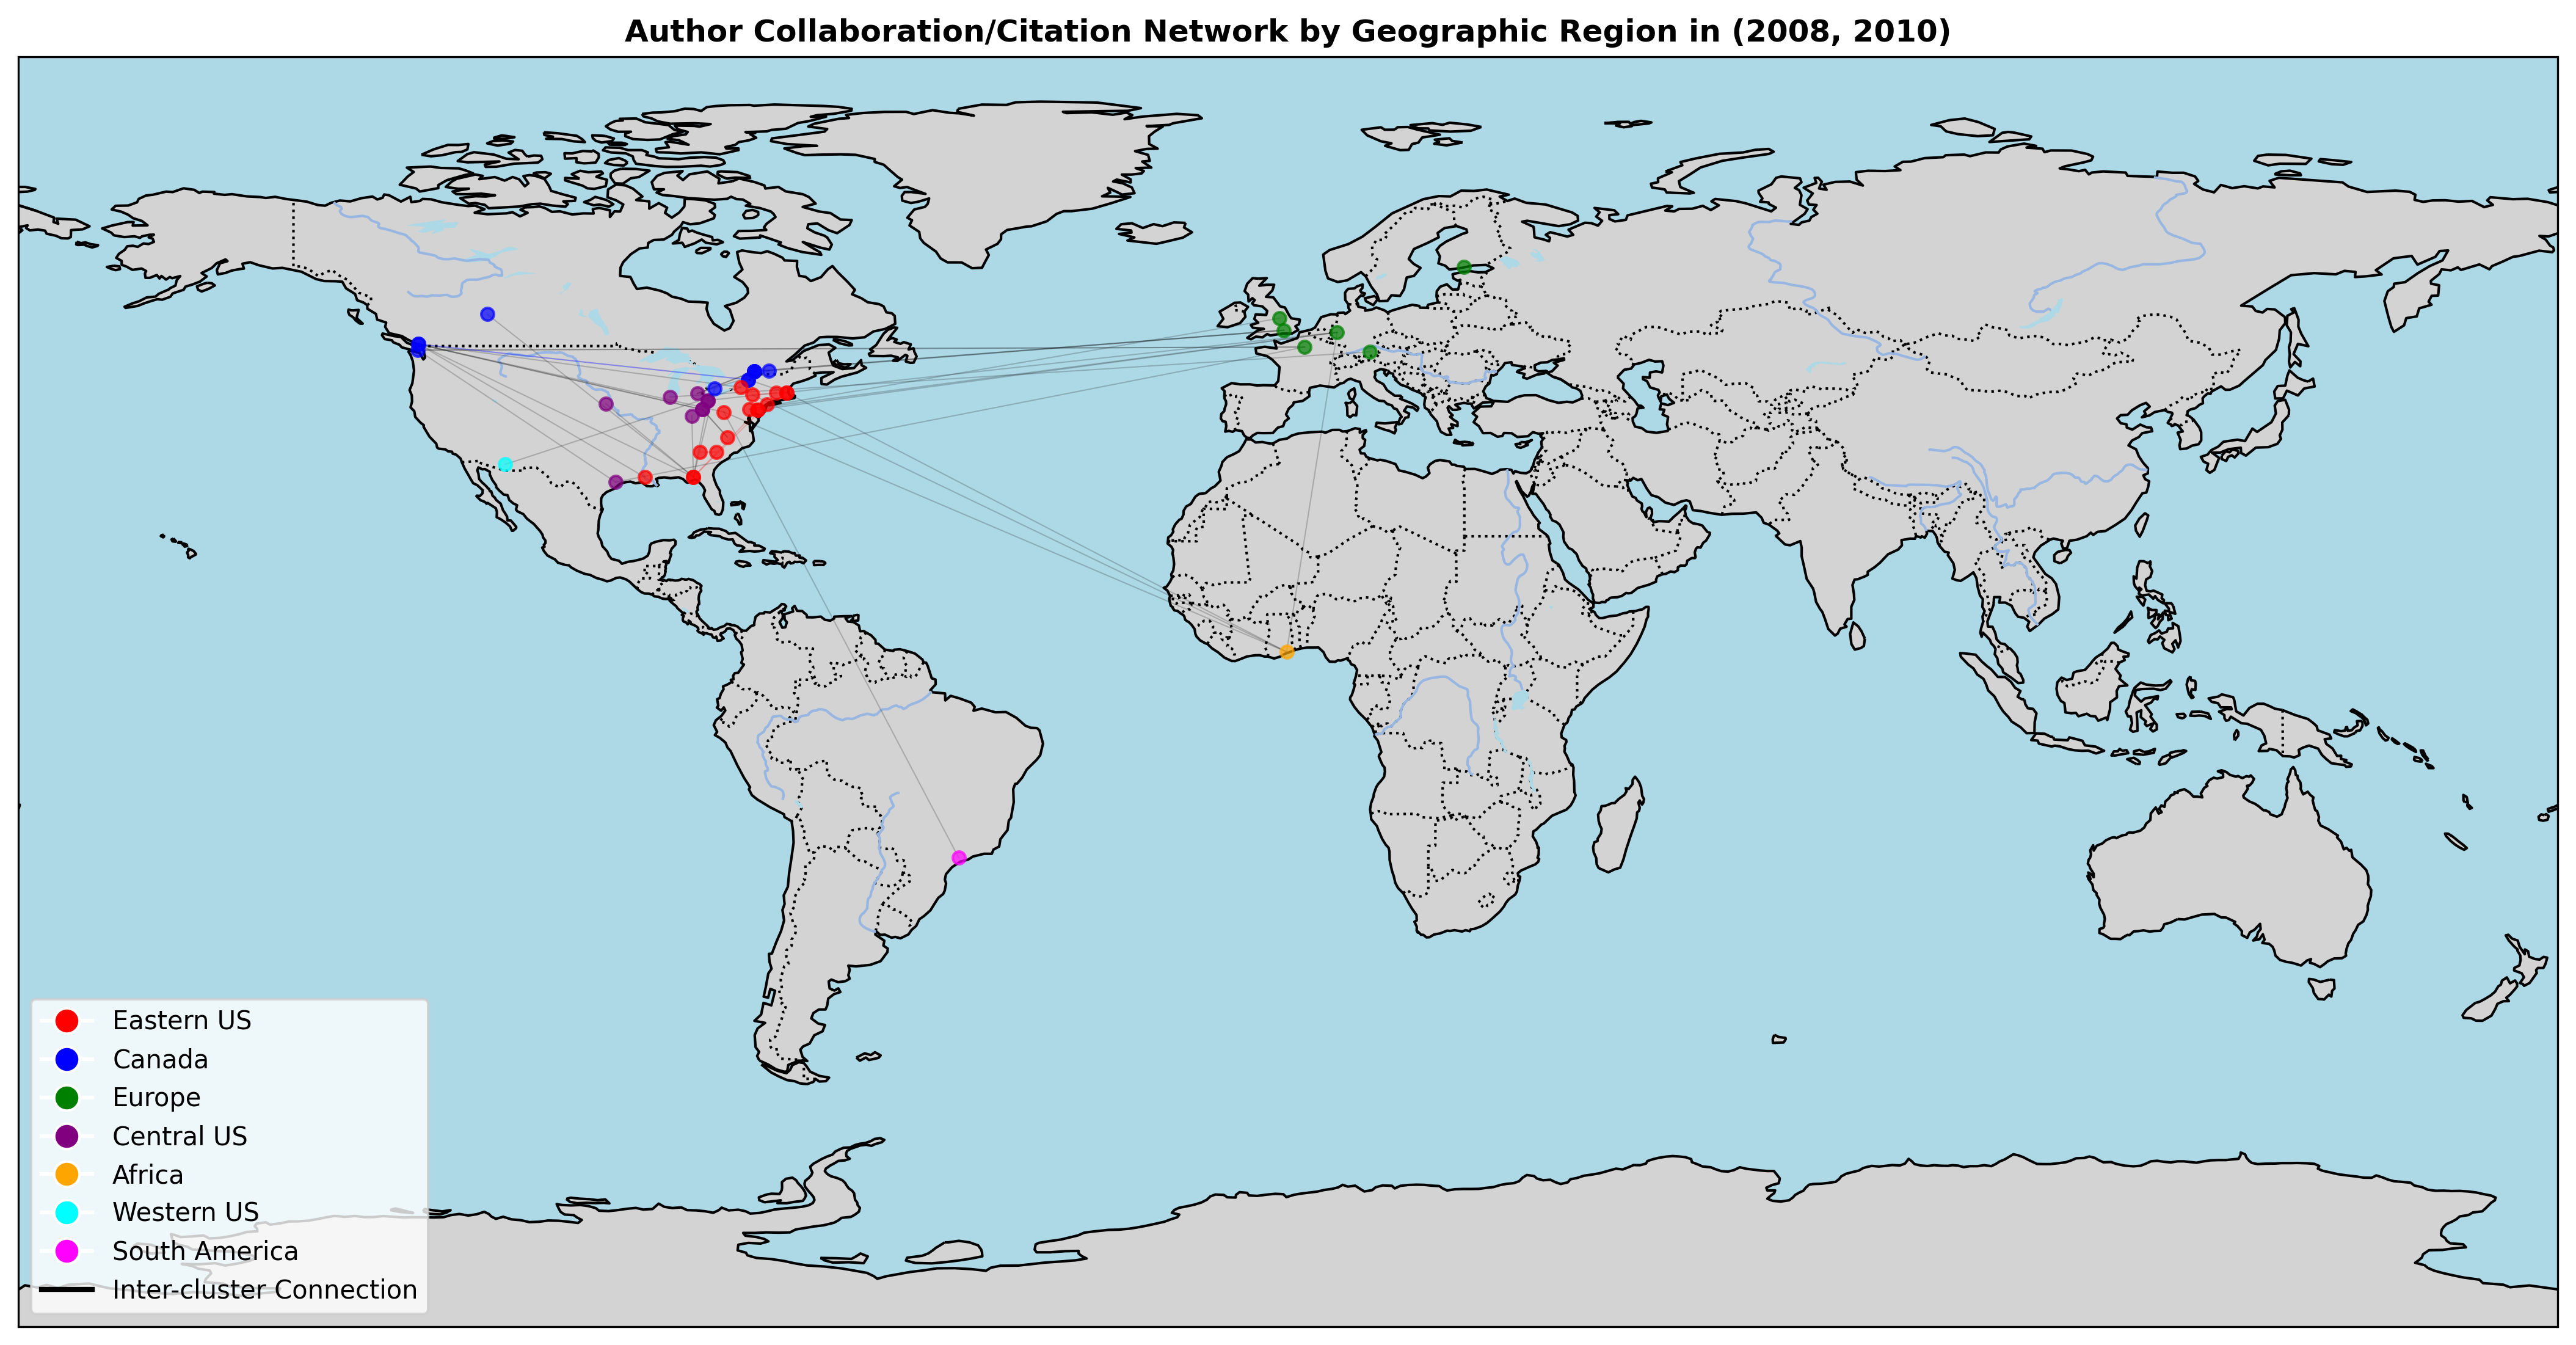 Author Collaboration/Citation Network by Geographic Region in (2008, 2010)
Eastern US
Canada
Europe
Central US
Africa
Western US
South America
Inter-cluster Connection